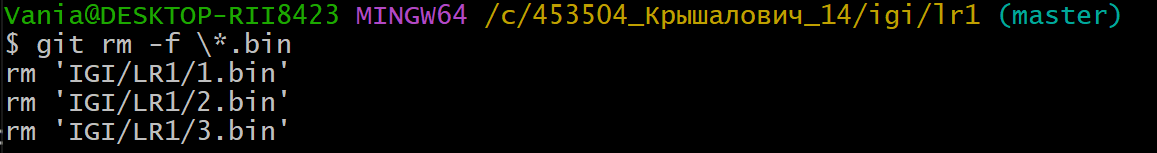 Vania@DESKTOP-RII8423 MINGW64 /c/453504_Крышалович_14/igi/lr1 (master)
$ git rm -f \*.bin
rm 'IGI/LR1/1.bin'
rm 'IGI/LR1/2.bin'
rm 'IGI/LR1/3.bin'